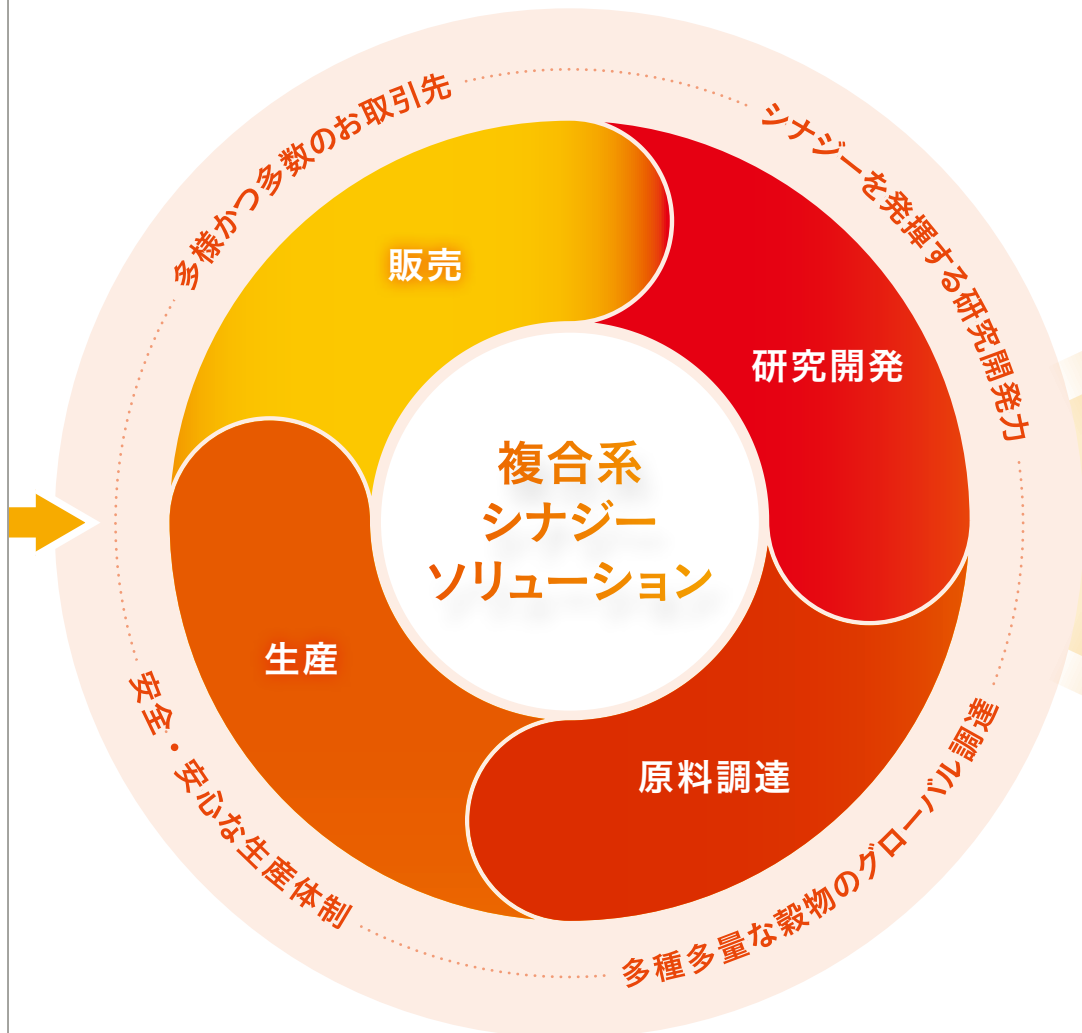 多様かつ多数のお取引先
シナジーを発揮する研究開発力
販売
研究開発
複合系
シナジー
ソリューション
生産
原料調達
安全・安心な生産体制
多種多量な穀物のグローバル調達